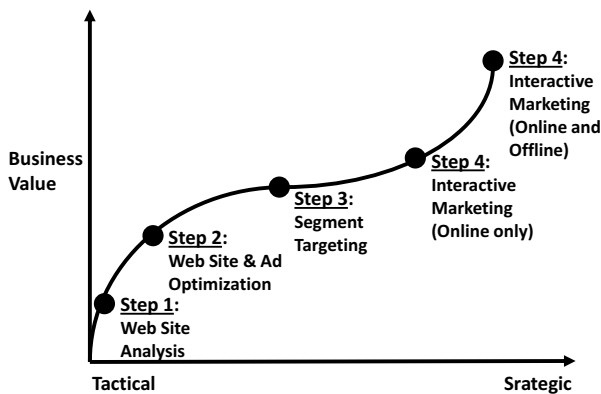 Step 4:
Interactive
Marketing
(Online and
Offline)
Business
Value
Step 4:
Interactive
Marketing
(Online only)
Step 3:
Segment
Targeting
Step 2:
Web Site & Ad
Optimization
Step 1:
Web Site
Analysis
Tactical
Srategic